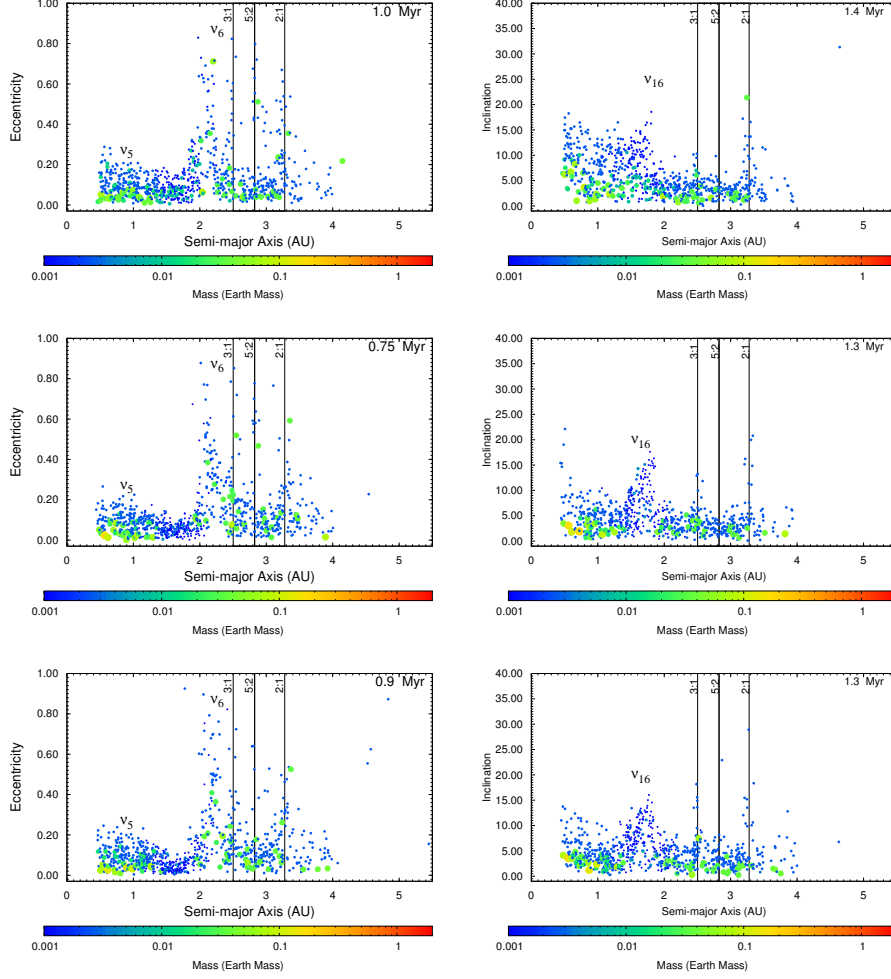 1.0 Myr
ν6
ν5
3:1
5:2
2:1
Eccentricity
1.00
0.80
0.60
0.40
0.20
0.00
0 1 2 3 4 5
Semi-major Axis (AU)
0.001 0.01 0.1 1
Mass (Earth Mass)
1.4 Myr
ν16
3:1
5:2
2:1
Inclination
40.00
35.00
30.00
25.00
20.00
15.00
10.00
5.00
0.00
0 1 2 3 4 5
Semi-major Axis (AU)
0.001 0.01 0.1 1
Mass (Earth Mass)
0.75 Myr
ν6
ν5
3:1
5:2
2:1
Eccentricity
1.00
0.80
0.60
0.40
0.20
0.00
0 1 2 3 4 5
Semi-major Axis (AU)
0.001 0.01 0.1 1
Mass (Earth Mass)
1.3 Myr
ν16
3:1
5:2
2:1
Inclination
40.00
35.00
30.00
25.00
20.00
15.00
10.00
5.00
0.00
0 1 2 3 4 5
Semi-major Axis (AU)
0.001 0.01 0.1 1
Mass (Earth Mass)
0.9 Myr
ν6
ν5
3:1
5:2
2:1
Eccentricity
1.00
0.80
0.60
0.40
0.20
0.00
0 1 2 3 4 5
Semi-major Axis (AU)
0.001 0.01 0.1 1
Mass (Earth Mass)
1.3 Myr
ν16
3:1
5:2
2:1
Inclination
40.00
35.00
30.00
25.00
20.00
15.00
10.00
5.00
0.00
0 1 2 3 4 5
Semi-major Axis (AU)
0.001 0.01 0.1 1
Mass (Earth Mass)